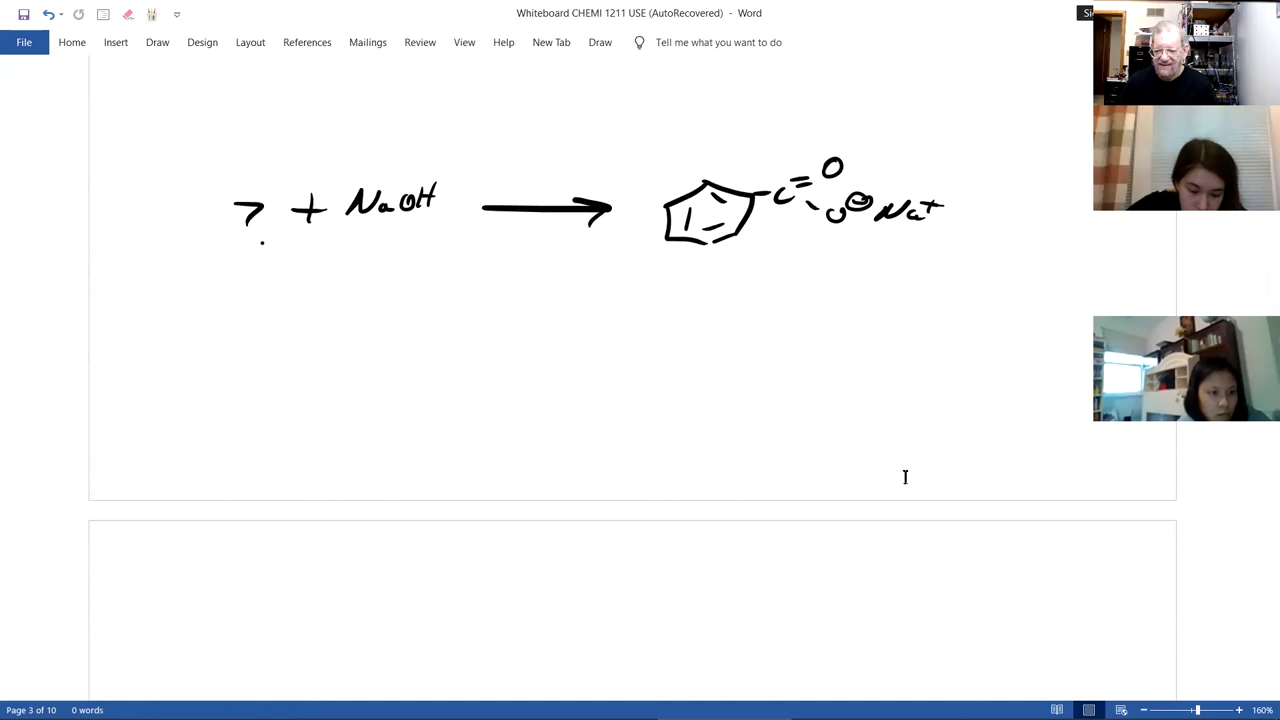 Whiteboard CHEMI 1211 USE (AutoRecovered) - Word
File Home Insert Draw Design Layout References Mailings Review View Help New Tab Draw Tell me what you want to do
? + NaOH ⟶ C = O
O⊖ Na+
Page 3 of 10 0 words 160%